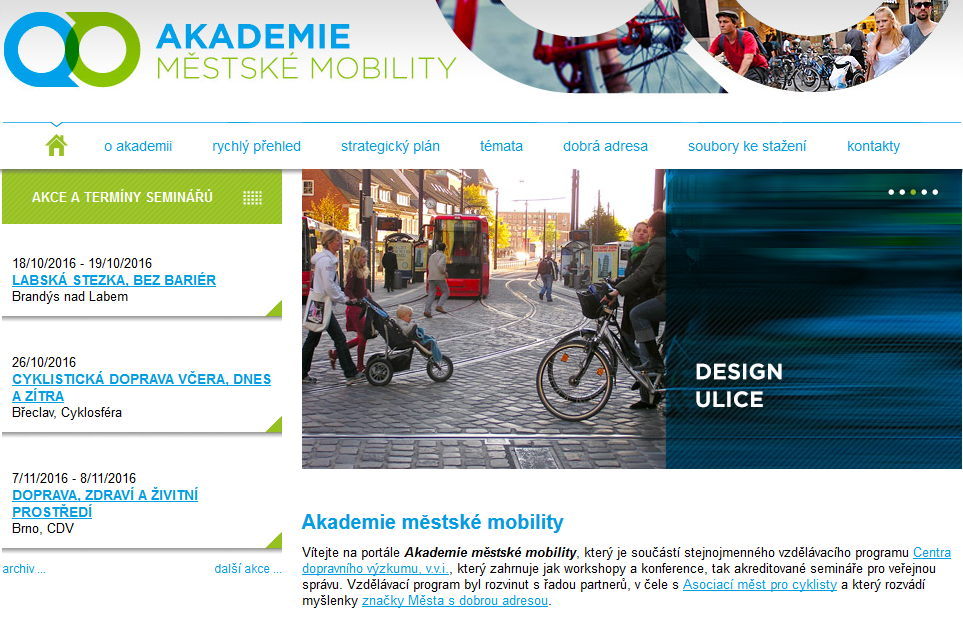 AKADEMIE
MĚSTSKÉ MOBILITY
o akademii
rychlý přehled
strategický plán
témata
dobrá adresa
soubory ke stažení
kontakty
AKCE A TERMÍNY SEMINÁŘŮ
18/10/2016 - 19/10/2016
LABSKÁ STEZKA, BEZ BARIÉR
Brandýs nad Labem
26/10/2016
CYKLISTICKÁ DOPRAVA VČERA, DNES
A ZÍTRA
Břeclav, Cyklosféra
7/11/2016 - 8/11/2016
DOPRAVA, ZDRAVÍ A ŽIVITNÍ
PROSTŘEDÍ
Brno, CDV
archiv ...
další akce ...
DESIGN
ULICE
Akademie městské mobility
Vítejte na portále Akademie městské mobility, který je součástí stejnojmenného vzdělávacího programu Centra
dopravního výzkumu, v.v.i., který zahrnuje jak workshopy a konference, tak akreditované semináře pro veřejnou
správu. Vzdělávací program byl rozvinut s řadou partnerů, v čele s Asociací měst pro cyklisty a který rozvádí
myšlenky značky Města s dobrou adresou.